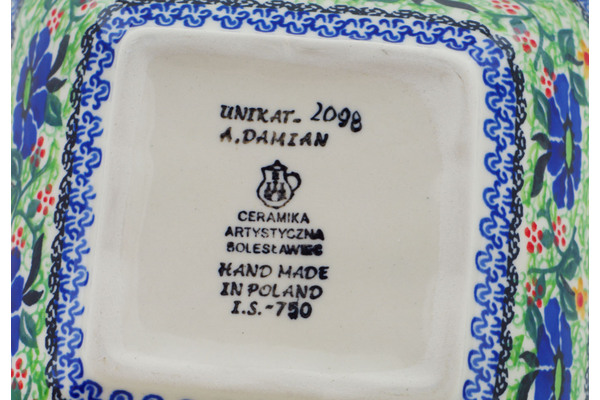 UNIKAT- 2098
A.DAMIAN
CERAMIKA
ARTYSTYCZNA
BOLESŁAWIEC
HAND MADE
IN POLAND
I.S.-750